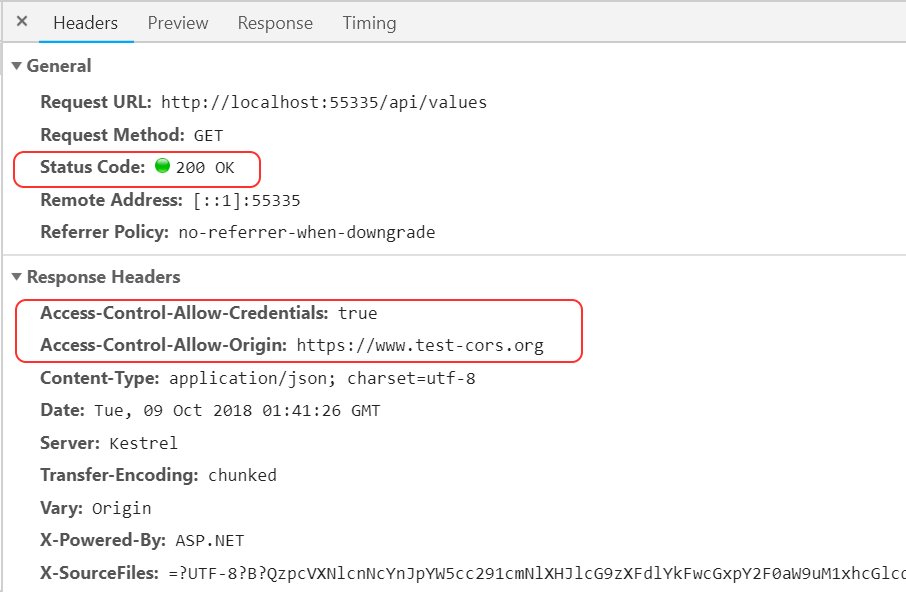 × Headers Preview Response Timing
▼ General
Request URL: http://localhost:55335/api/values
Request Method: GET
Status Code: 200 OK
Remote Address: [::1]:55335
Referrer Policy: no-referrer-when-downgrade
▼ Response Headers
Access-Control-Allow-Credentials: true
Access-Control-Allow-Origin: https://www.test-cors.org
Content-Type: application/json; charset=utf-8
Date: Tue, 09 Oct 2018 01:41:26 GMT
Server: Kestrel
Transfer-Encoding: chunked
Vary: Origin
X-Powered-By: ASP.NET
X-SourceFiles: =?UTF-8?B?QzpcVXNlcnNcYnJpYW5cc291cmNlXHJlcG9zXFdlYkFwcGxpY2F0aW9uM1xhcGlcc